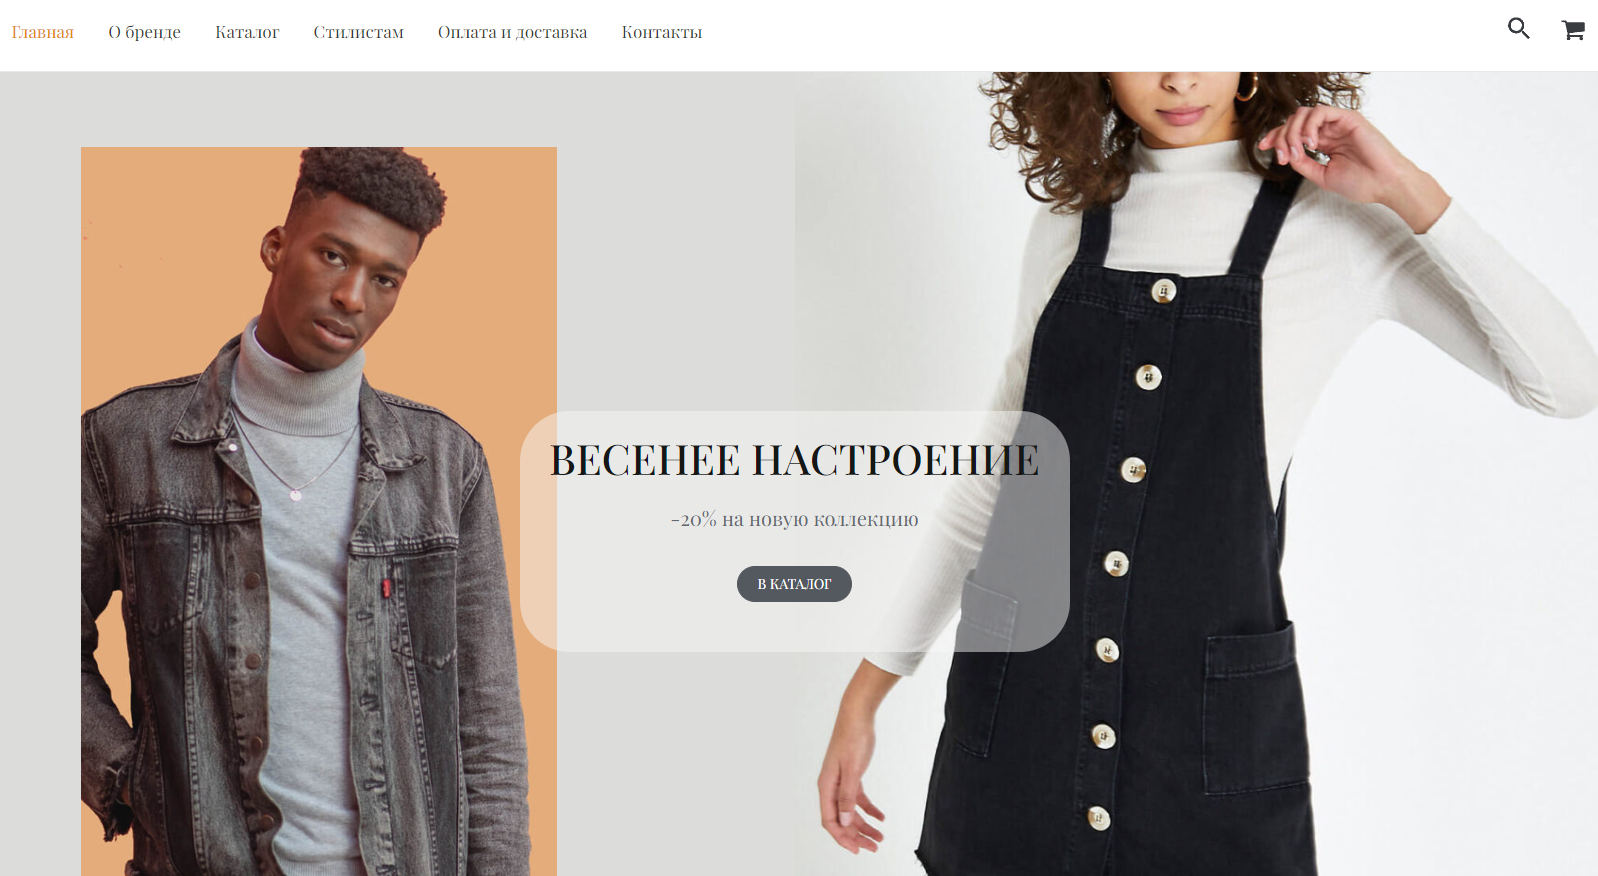 Главная О бренде Каталог Стилистам Оплата и доставка Контакты
ВЕСЕНЕЕ НАСТРОЕНИЕ
-20% на новую коллекцию
В КАТАЛОГ